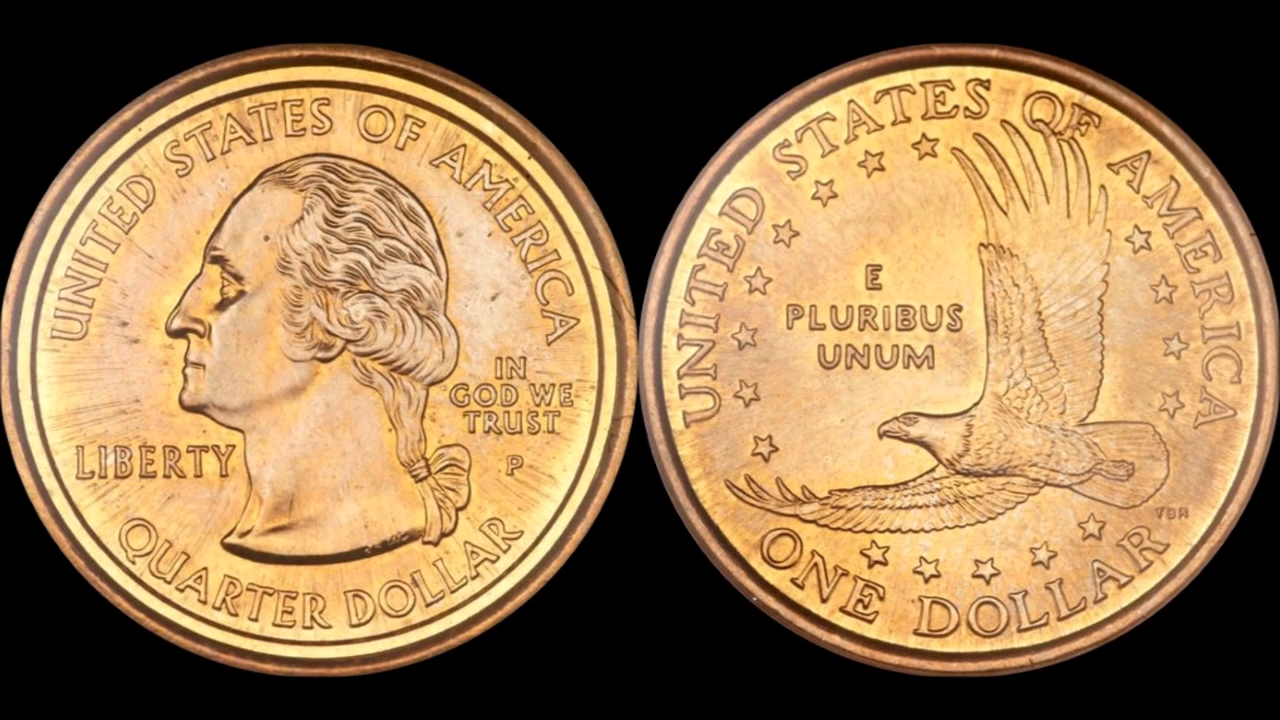 UNITED STATES OF AMERICA
IN
GOD WE
TRUST
LIBERTY
P
QUARTER DOLLAR
UNITED STATES OF AMERICA
E
PLURIBUS
UNUM
TDR
ONE DOLLAR